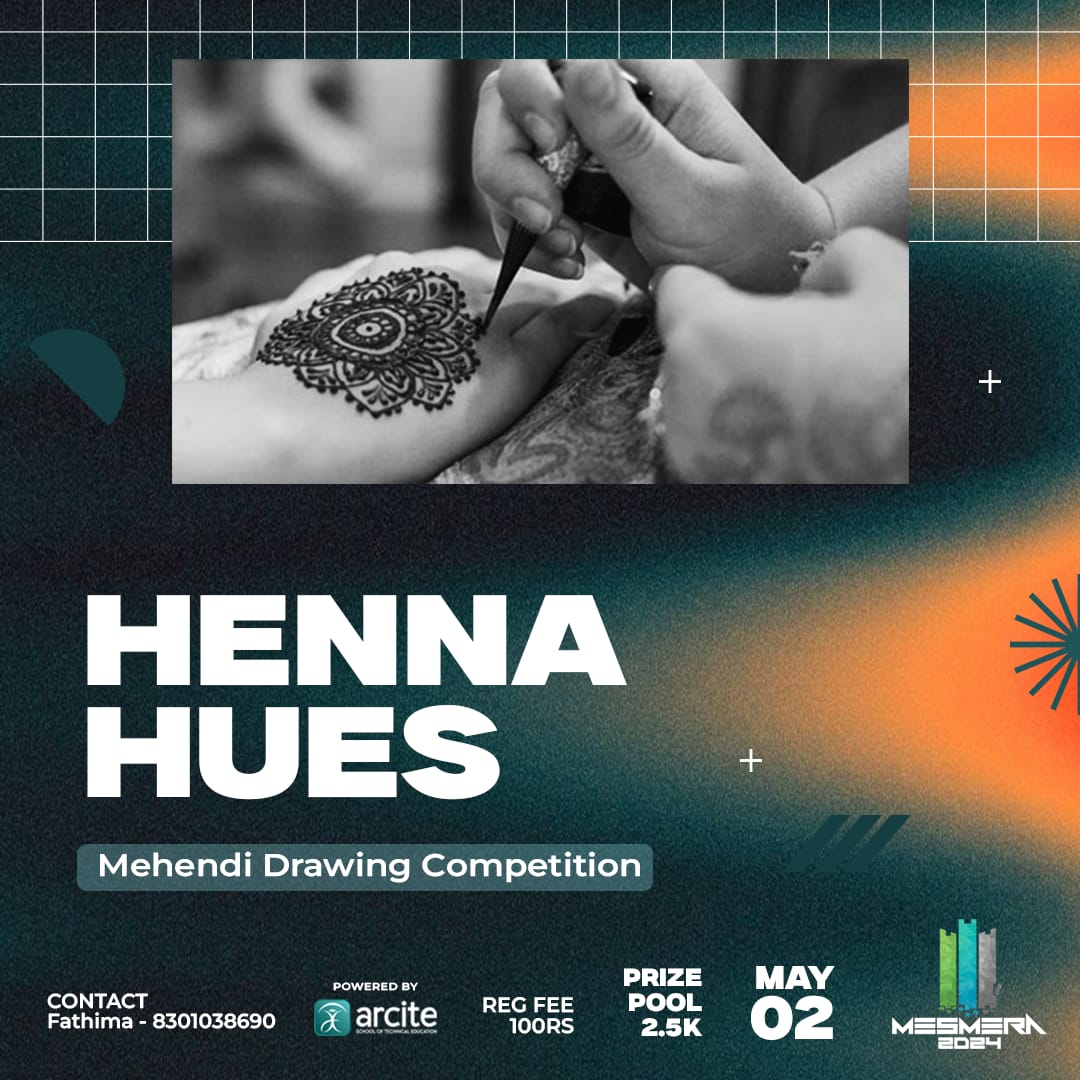 HENNA
HUES
Mehendi Drawing Competition
CONTACT
Fathima - 8301038690
POWERED BY
arcite
SCHOOL OF TECHNICAL EDUCATION
REG FEE
100RS
PRIZE
POOL
2.5K
MAY
02
MESMERA
2024